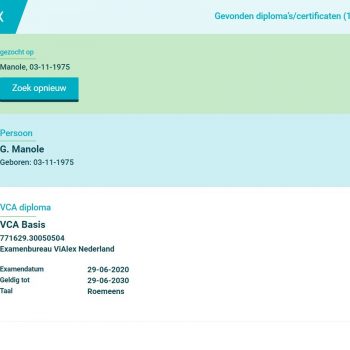 X
Gevonden diploma's/certificaten (1
gezocht op
Manole, 03-11-1975
Zoek opnieuw
Persoon
G. Manole
Geboren: 03-11-1975
VCA diploma
VCA Basis
771629.30050504
Examenbureau ViAlex Nederland
Examendatum 29-06-2020
Geldig tot 29-06-2030
Taal Roemeens